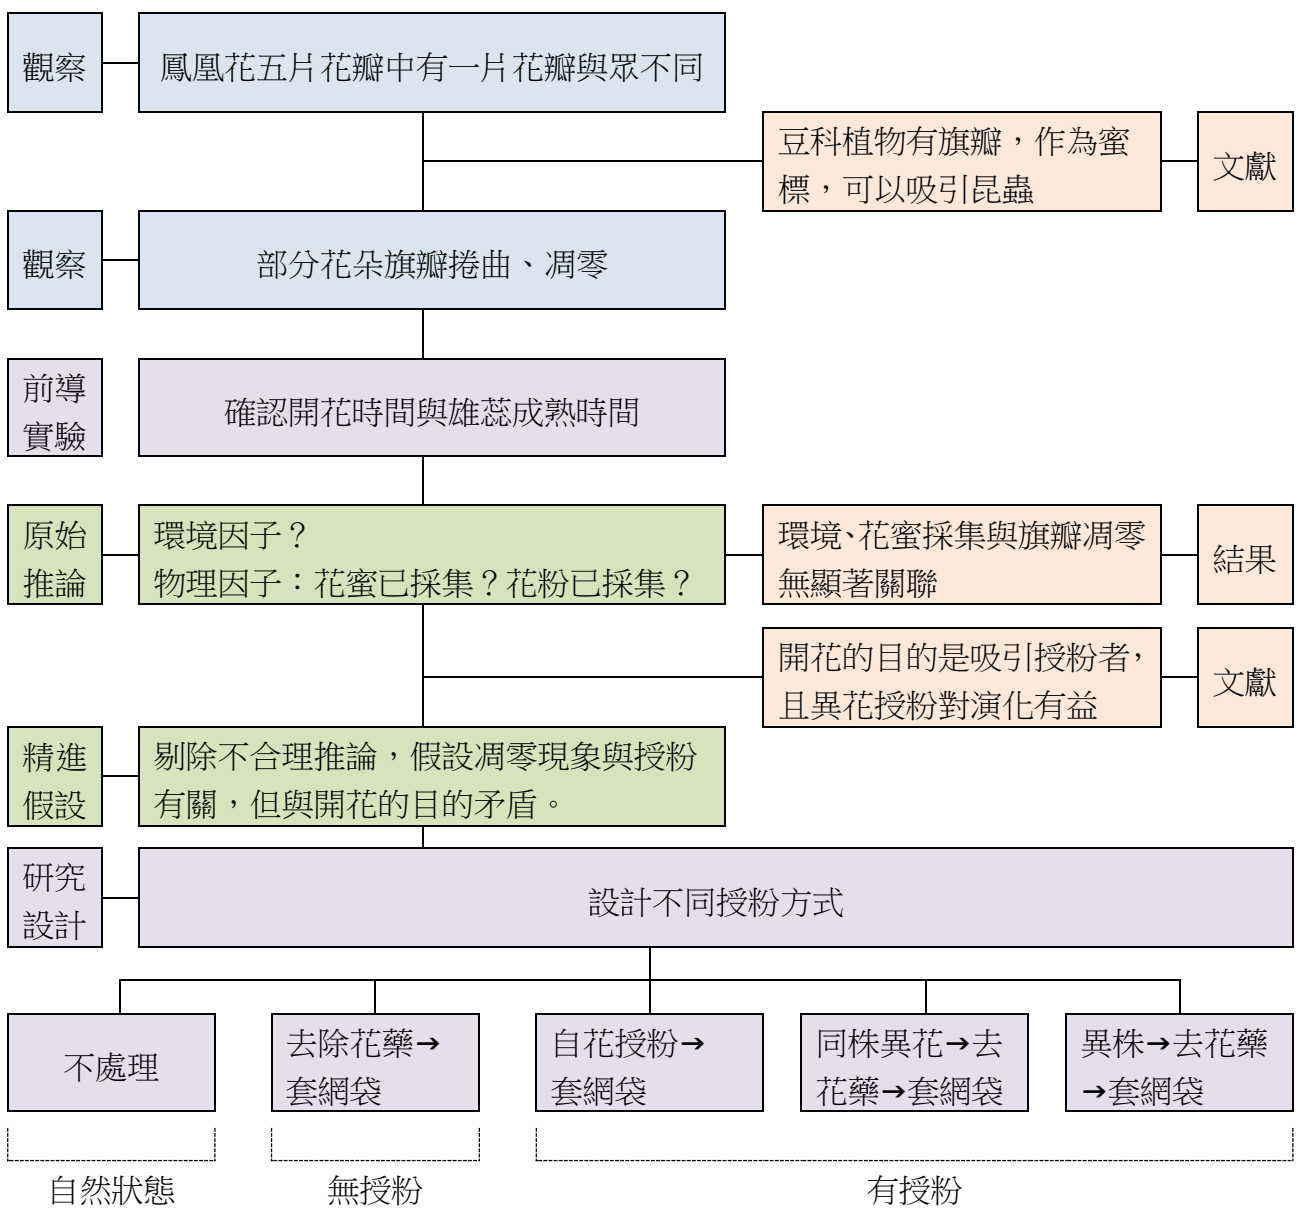 觀察
鳳凰花五片花瓣中有一片花瓣與眾不同
豆科植物有旗瓣，作為蜜
標，可以吸引昆蟲
文獻
觀察
部分花朵旗瓣捲曲、凋零
前導
實驗
確認開花時間與雄蕊成熟時間
原始
推論
環境因子？
物理因子：花蜜已採集？花粉已採集？
環境、花蜜採集與旗瓣凋零
無顯著關聯
結果
開花的目的是吸引授粉者，
且異花授粉對演化有益
文獻
精進
假設
剔除不合理推論，假設凋零現象與授粉
有關，但與開花的目的矛盾。
研究
設計
設計不同授粉方式
不處理
去除花藥→
套網袋
自花授粉→
套網袋
同株異花→去
花藥→套網袋
異株→去花藥
→套網袋
自然狀態
無授粉
有授粉